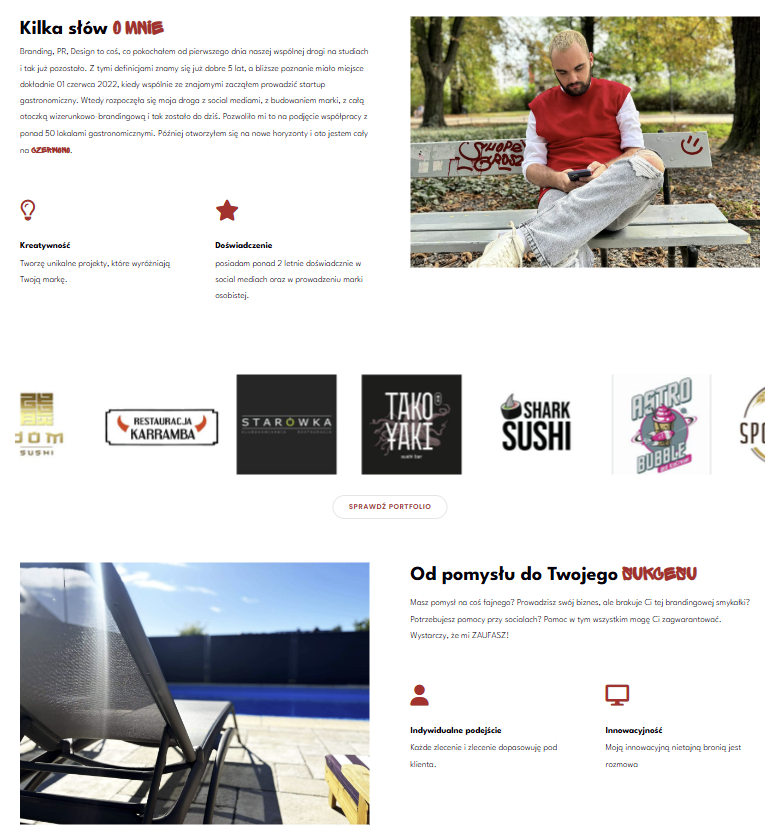 Kilka słów O MNIE
Branding, PR, Design to coś, co pokochałem od pierwszego dnia naszej wspólnej drogi na studiach
i tak już pozostało. Z tymi definicjami znamy się już dobre 5 lat, a bliższe poznanie miało miejsce
dokładnie 01 czerwca 2022, kiedy wspólnie ze znajomymi zacząłem prowadzić startup
gastronomiczny. Wtedy rozpoczęła się moja droga z social mediami, z budowaniem marki, z całą
otoczką wizerunkowo-brandingową i tak zostało do dziś. Pozwoliło mi to na podjęcie współpracy z
ponad 50 lokalami gastronomicznymi. Później otworzyłem się na nowe horyzonty i oto jestem cały
na CZERWONO.
Kreatywność
Tworzę unikalne projekty, które wyróżniają
Twoją markę.
Doświadczenie
posiadam ponad 2 letnie doświadcznie w
social mediach oraz w prowadzeniu marki
osobistej.
DOM
SUSHI
RESTAURACJA
KARRAMBA
STARÓWKA
TAKO
YAKI
sushi bar
SHARK
SUSHI
ASTRO
BUBBLE
SPRAWDŹ PORTFOLIO
Od pomysłu do Twojego SUKCESU
Masz pomysł na coś fajnego? Prowadzisz swój biznes, ale brakuje Ci tej brandingowej smykałki?
Potrzebujesz pomocy przy socialach? Pomoc w tym wszystkim mogę Ci zagwarantować.
Wystarczy, że mi ZAUFASZ!
Indywidualne podejście
Każde zlecenie i zlecenie dopasowuję pod
klienta.
Innowacyjność
Moją innowacyjną nietajną bronią jest
rozmowa